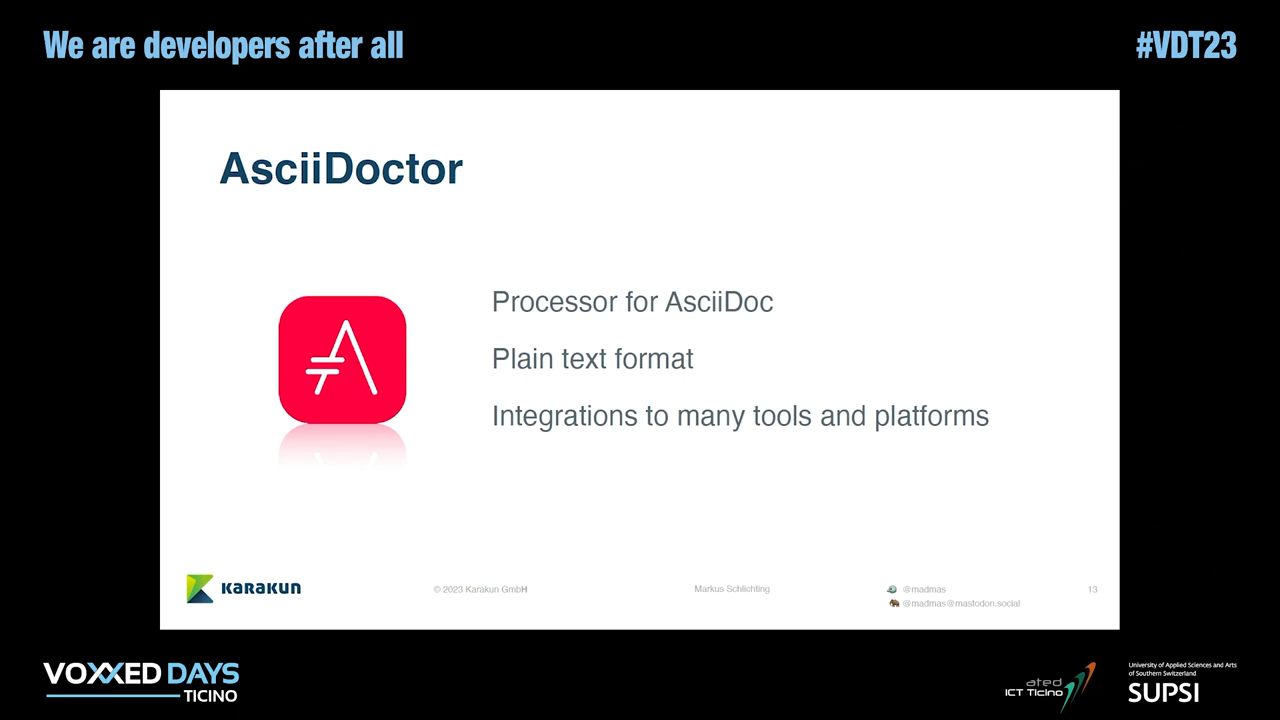 We are developers after all
#VDT23
AsciiDoctor
Processor for AsciiDoc
Plain text format
Integrations to many tools and platforms
KARAKUN
© 2023 Karakun GmbH
Markus Schlichting
@madmas
@madmas@mastodon.social
13
VOXXED DAYS
TICINO
ated
ICT Ticino
University of Applied Sciences and Arts
of Southern Switzerland
SUPSI